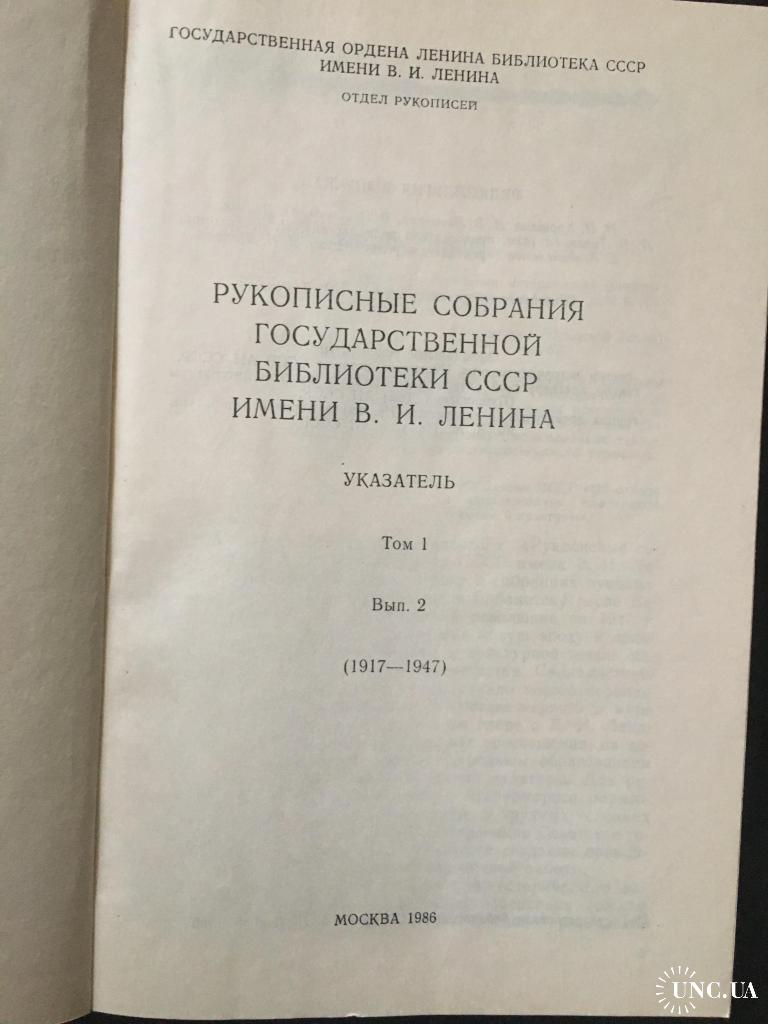 ГОСУДАРСТВЕННАЯ ОРДЕНА ЛЕНИНА БИБЛИОТЕКА СССР
ИМЕНИ В. И. ЛЕНИНА
ОТДЕЛ РУКОПИСЕЙ
РУКОПИСНЫЕ СОБРАНИЯ
ГОСУДАРСТВЕННОЙ
БИБЛИОТЕКИ СССР
ИМЕНИ В. И. ЛЕНИНА
УКАЗАТЕЛЬ
Том 1
Вып. 2
(1917—1947)
МОСКВА 1986
UNC.UA